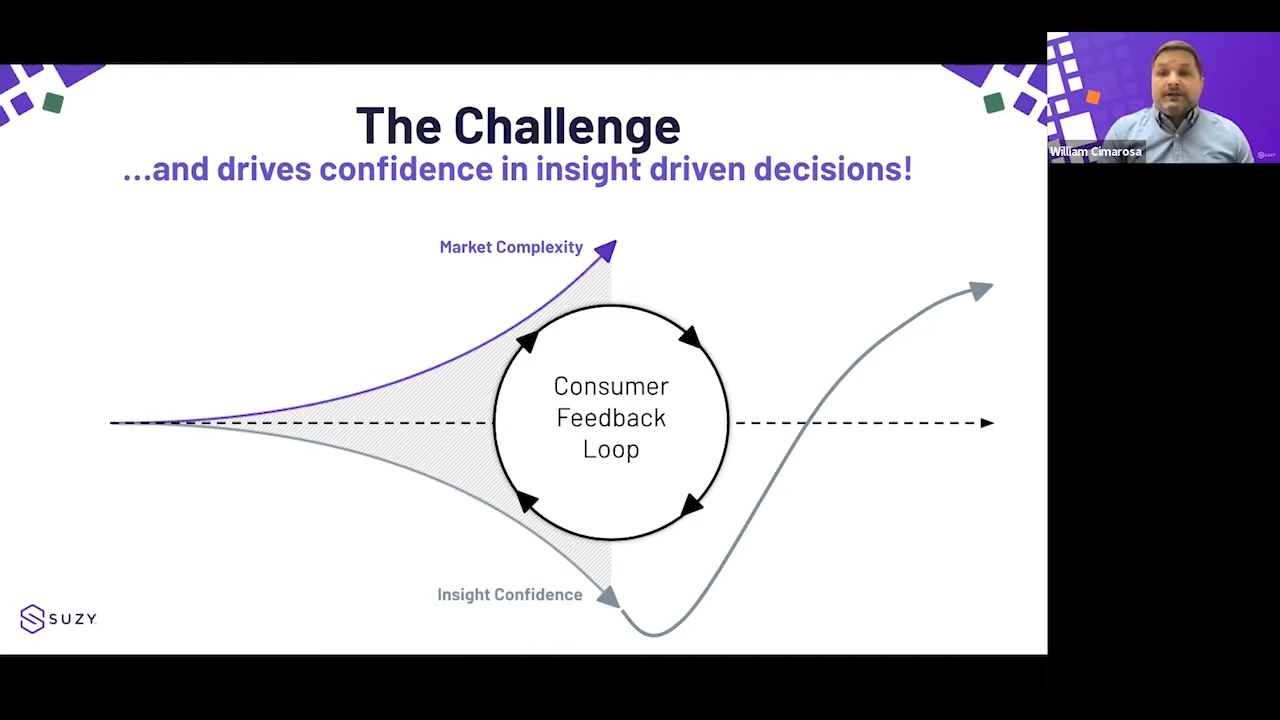 The Challenge
...and drives confidence in insight driven decisions!
Market Complexity
Consumer
Feedback
Loop
Insight Confidence
SUZY
William Cimarosa
SUZY